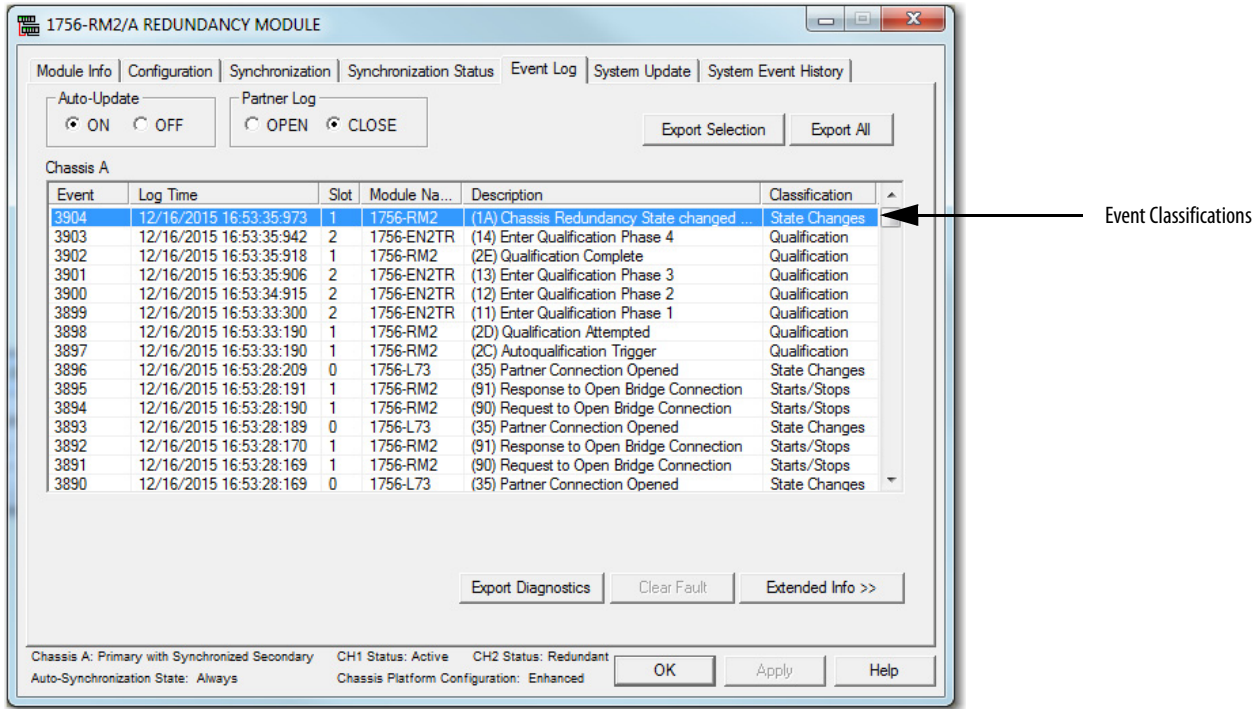 1756-RM2/A REDUNDANCY MODULE
Module Info Configuration Synchronization Synchronization Status Event Log System Update System Event History
Auto-Update Partner Log
ON OFF OPEN CLOSE Export Selection Export All
Chassis A
Event Log Time Slot Module Na... Description Classification
3904 12/16/2015 16:53:35:973 1 1756-RM2 (1A) Chassis Redundancy State changed ... State Changes Event Classifications
3903 12/16/2015 16:53:35:942 2 1756-EN2TR (14) Enter Qualification Phase 4 Qualification
3902 12/16/2015 16:53:35:918 1 1756-RM2 (2E) Qualification Complete Qualification
3901 12/16/2015 16:53:35:906 2 1756-EN2TR (13) Enter Qualification Phase 3 Qualification
3900 12/16/2015 16:53:34:915 2 1756-EN2TR (12) Enter Qualification Phase 2 Qualification
3899 12/16/2015 16:53:33:300 2 1756-EN2TR (11) Enter Qualification Phase 1 Qualification
3898 12/16/2015 16:53:33:190 1 1756-RM2 (2D) Qualification Attempted Qualification
3897 12/16/2015 16:53:33:190 1 1756-RM2 (2C) Autoqualification Trigger Qualification
3896 12/16/2015 16:53:28:209 0 1756-L73 (35) Partner Connection Opened State Changes
3895 12/16/2015 16:53:28:191 1 1756-RM2 (91) Response to Open Bridge Connection Starts/Stops
3894 12/16/2015 16:53:28:190 1 1756-RM2 (90) Request to Open Bridge Connection Starts/Stops
3893 12/16/2015 16:53:28:189 0 1756-L73 (35) Partner Connection Opened State Changes
3892 12/16/2015 16:53:28:170 1 1756-RM2 (91) Response to Open Bridge Connection Starts/Stops
3891 12/16/2015 16:53:28:169 1 1756-RM2 (90) Request to Open Bridge Connection Starts/Stops
3890 12/16/2015 16:53:28:169 0 1756-L73 (35) Partner Connection Opened State Changes
Export Diagnostics Clear Fault Extended Info >>
Chassis A: Primary with Synchronized Secondary CH1 Status: Active CH2 Status: Redundant
Auto-Synchronization State: Always Chassis Platform Configuration: Enhanced
OK Apply Help